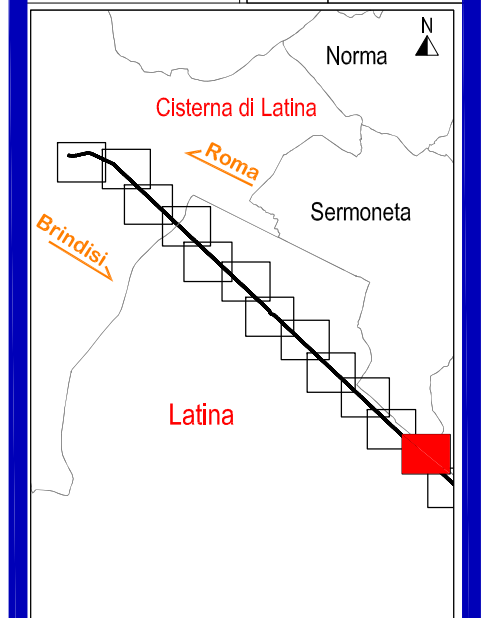 N
Norma
Cisterna di Latina
Roma
Sermoneta
Brindisi
Latina